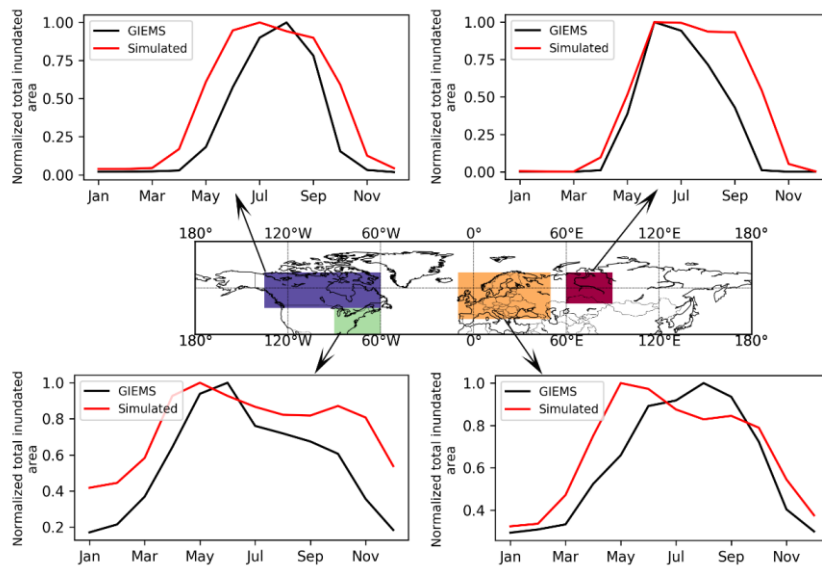 Normalized total inundated
area
1.00
0.75
0.50
0.25
0.00
GIEMS
Simulated
Jan Mar May Jul Sep Nov
Normalized total inundated
area
1.00
0.75
0.50
0.25
0.00
GIEMS
Simulated
Jan Mar May Jul Sep Nov
180° 120°W 60°W 0° 60°E 120°E 180°
180° 120°W 60°W 0° 60°E 120°E 180°
Normalized total inundated
area
1.0
0.8
0.6
0.4
0.2
GIEMS
Simulated
Jan Mar May Jul Sep Nov
Normalized total inundated
area
1.0
0.8
0.6
0.4
GIEMS
Simulated
Jan Mar May Jul Sep Nov